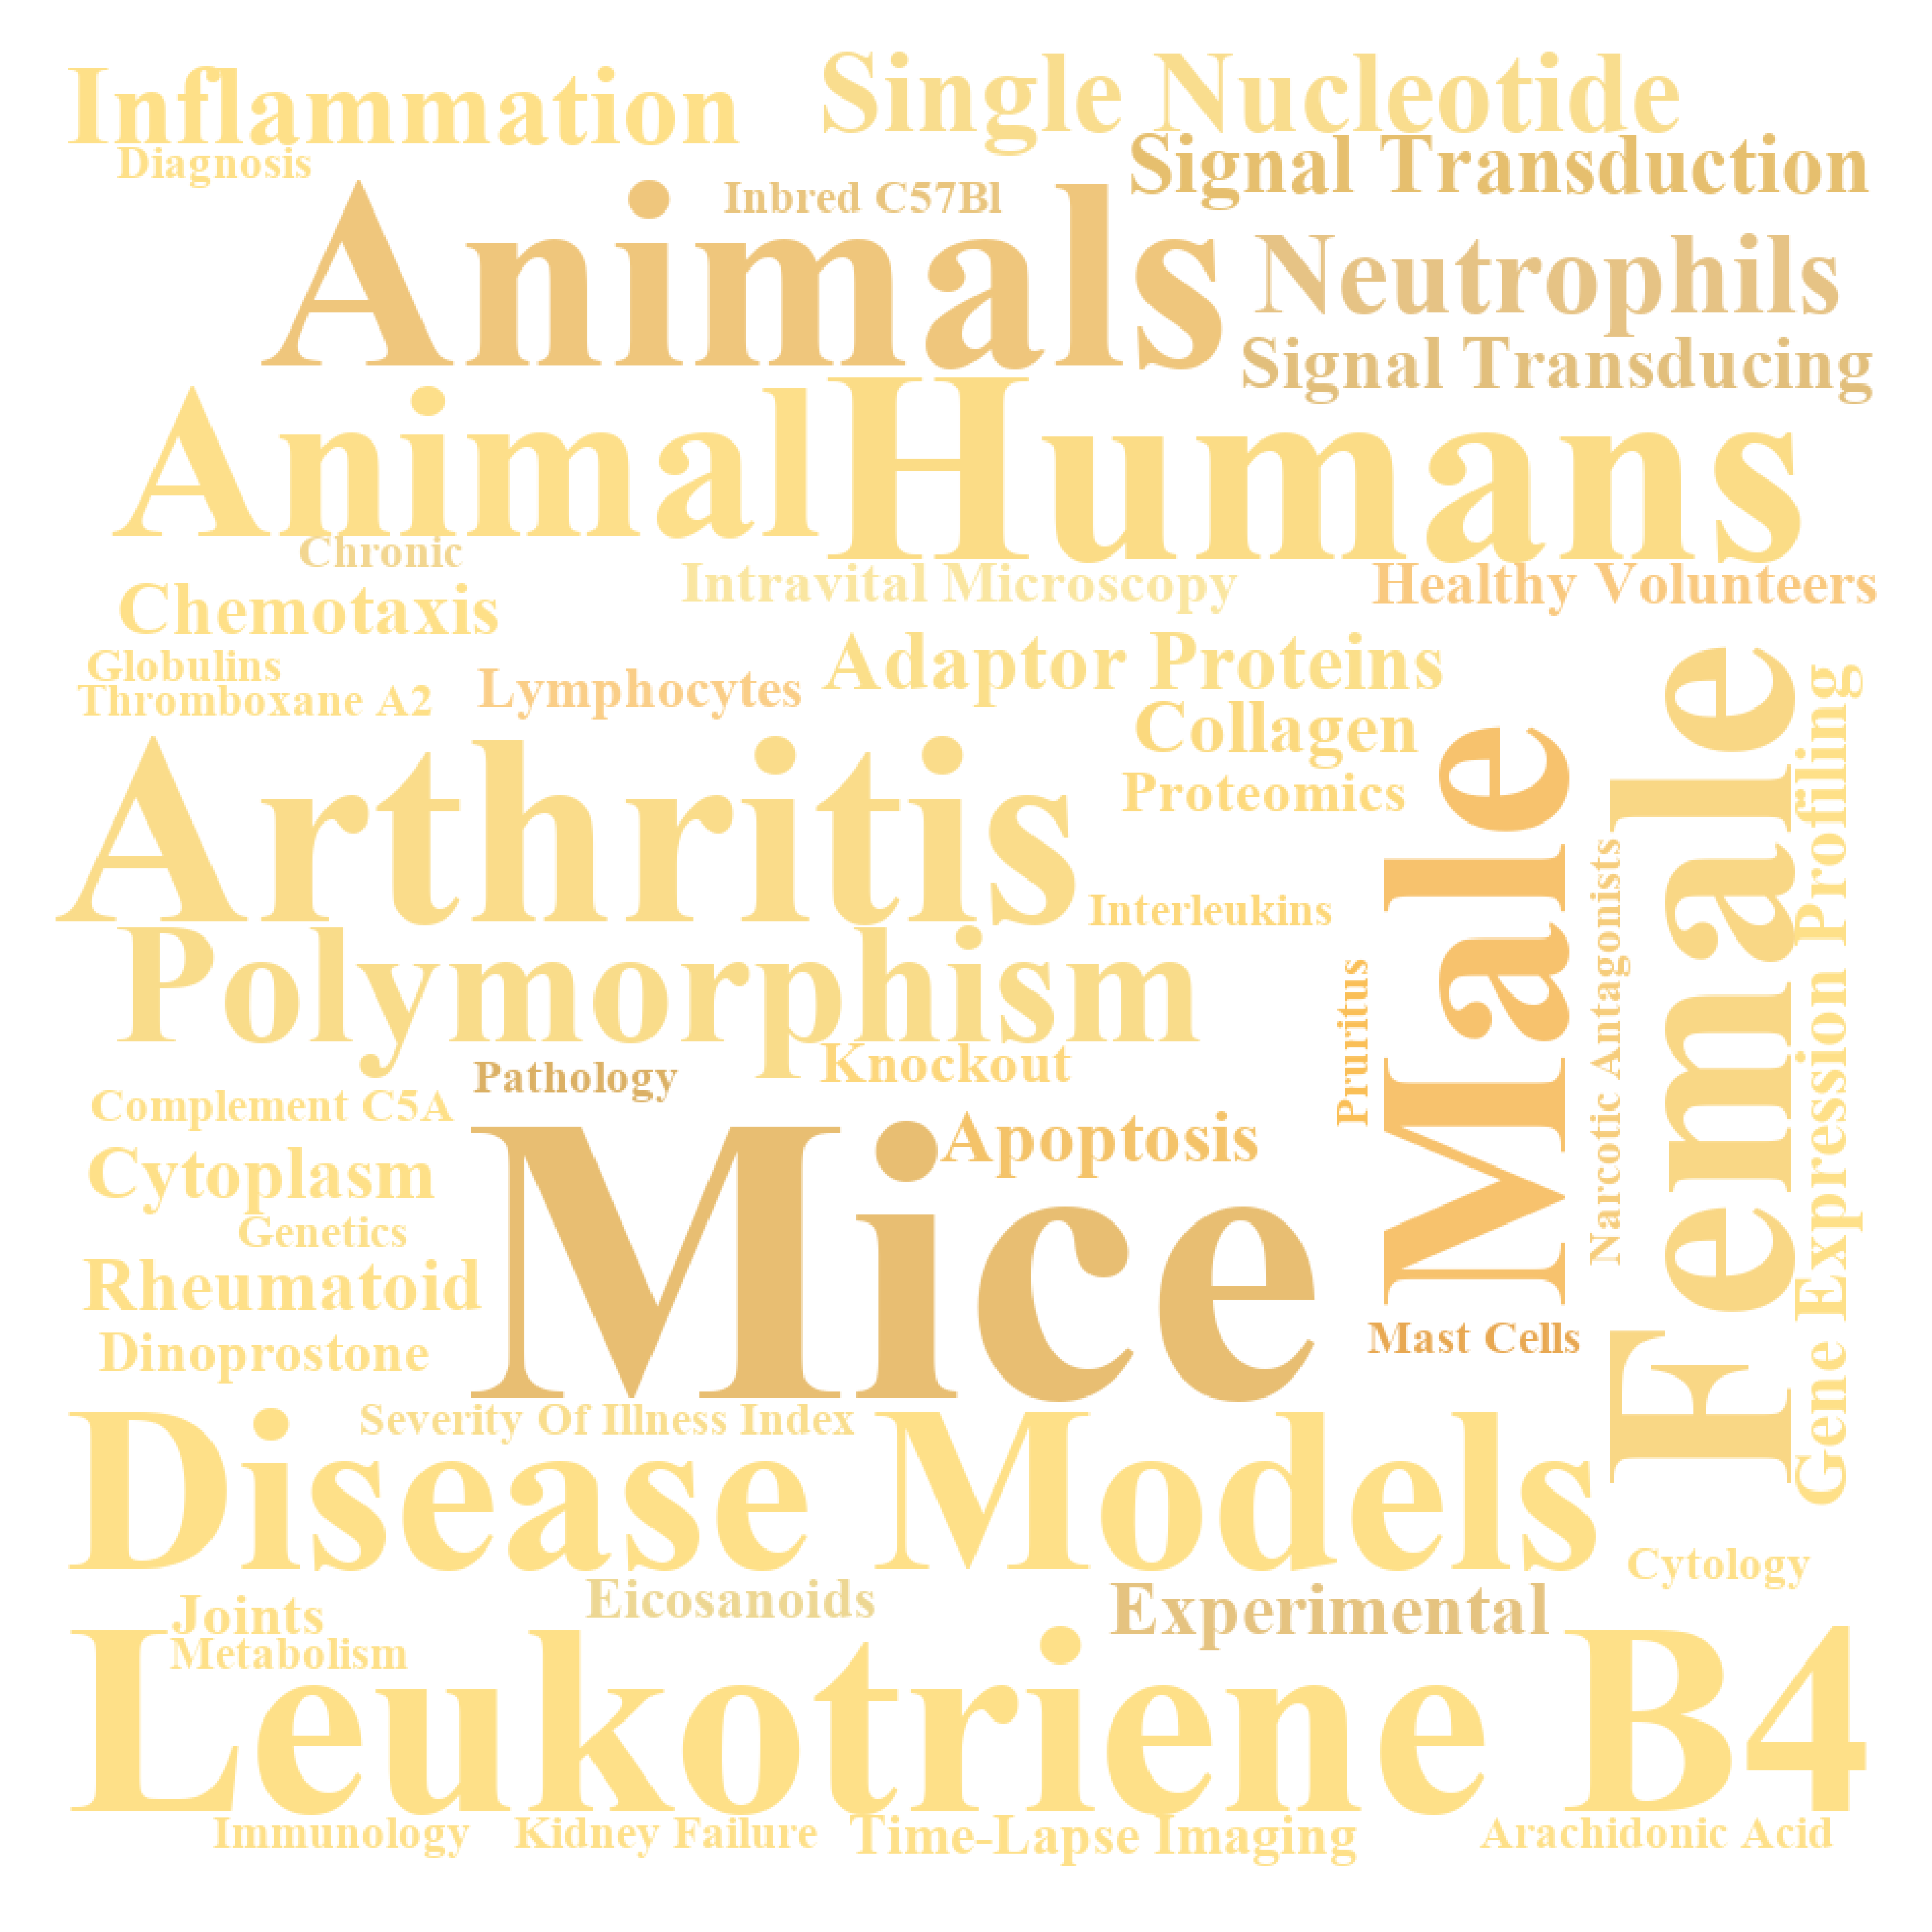 Inflammation
Single Nucleotide
Diagnosis
Signal Transduction
Animals
Inbred C57Bl
Neutrophils
Signal Transducing
Animal
Humans
Chronic
Chemotaxis
Intravital Microscopy
Healthy Volunteers
Globulins
Thromboxane A2
Lymphocytes
Adaptor Proteins
Collagen
Proteomics
Arthritis
Interleukins
Male
Female
Gene Expression Profiling
Narcotic Antagonists
Pruritus
Polymorphism
Pathology
Knockout
Complement C5A
Apoptosis
Cytoplasm
Mice
Genetics
Rheumatoid
Dinoprostone
Mast Cells
Severity Of Illness Index
Disease Models
Cytology
Joints
Eicosanoids
Experimental
Metabolism
Leukotriene B4
Immunology
Kidney Failure
Time-Lapse Imaging
Arachidonic Acid